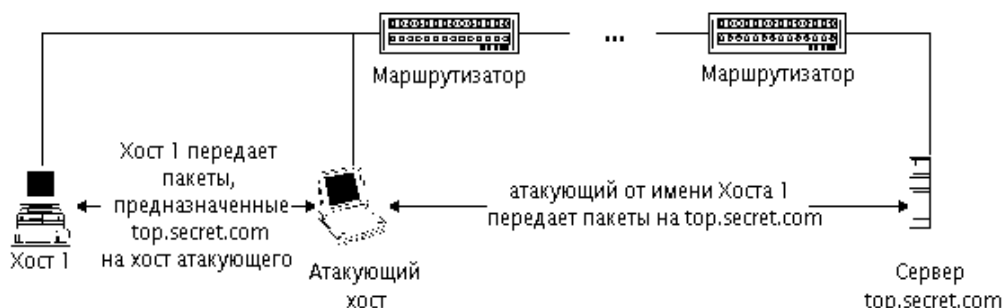 ...
Маршрутизатор
Маршрутизатор
Хост 1 передает
пакеты,
предназначенные
top.secret.com
на хост атакующего
атакующий от имени Хоста 1
передает пакеты на top.secret.com
Хост 1
Атакующий
хост
Сервер
top.secret.com